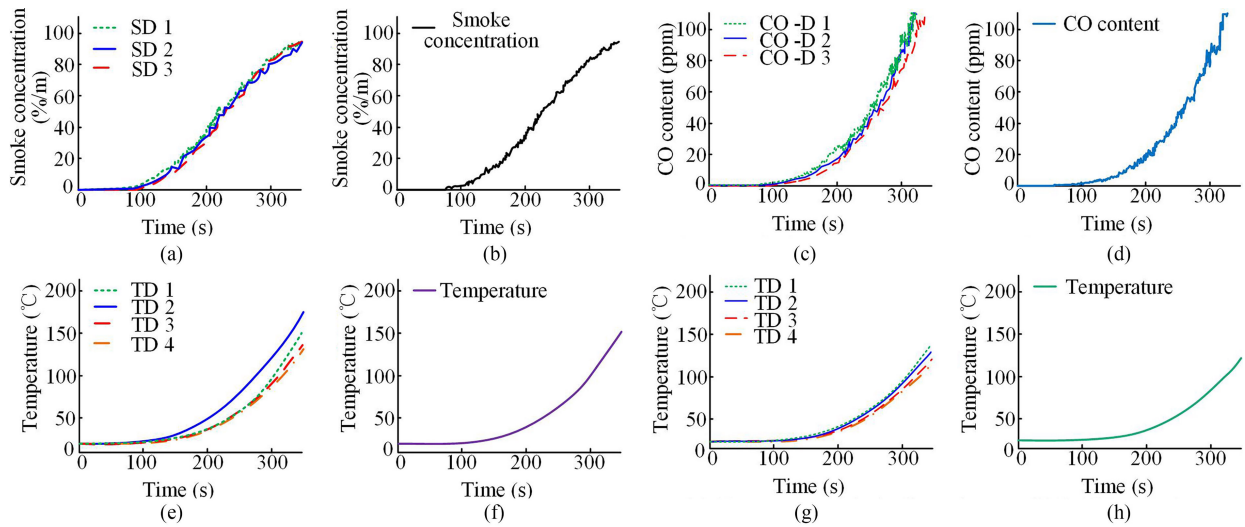 SD 1
SD 2
SD 3
Smoke concentration
(%/m)
100
80
60
40
20
0
0
100
200
300
Time (s)
(a)
Smoke
concentration
Smoke concentration
(%/m)
100
80
60
40
20
0
0
100
200
300
Time (s)
(b)
CO -D 1
CO -D 2
CO -D 3
CO content (ppm)
100
80
60
40
20
0
0
100
200
300
Time (s)
(c)
CO content
CO content (ppm)
100
80
60
40
20
0
0
100
200
300
Time (s)
(d)
TD 1
TD 2
TD 3
TD 4
Temperature (℃)
200
150
100
50
0
0
100
200
300
Time (s)
(e)
Temperature
Temperature (℃)
200
150
100
50
0
0
100
200
300
Time (s)
(f)
TD 1
TD 2
TD 3
TD 4
Temperature (℃)
200
150
100
50
0
0
100
200
300
Time (s)
(g)
Temperature
Temperature (℃)
200
150
100
50
0
0
100
200
300
Time (s)
(h)